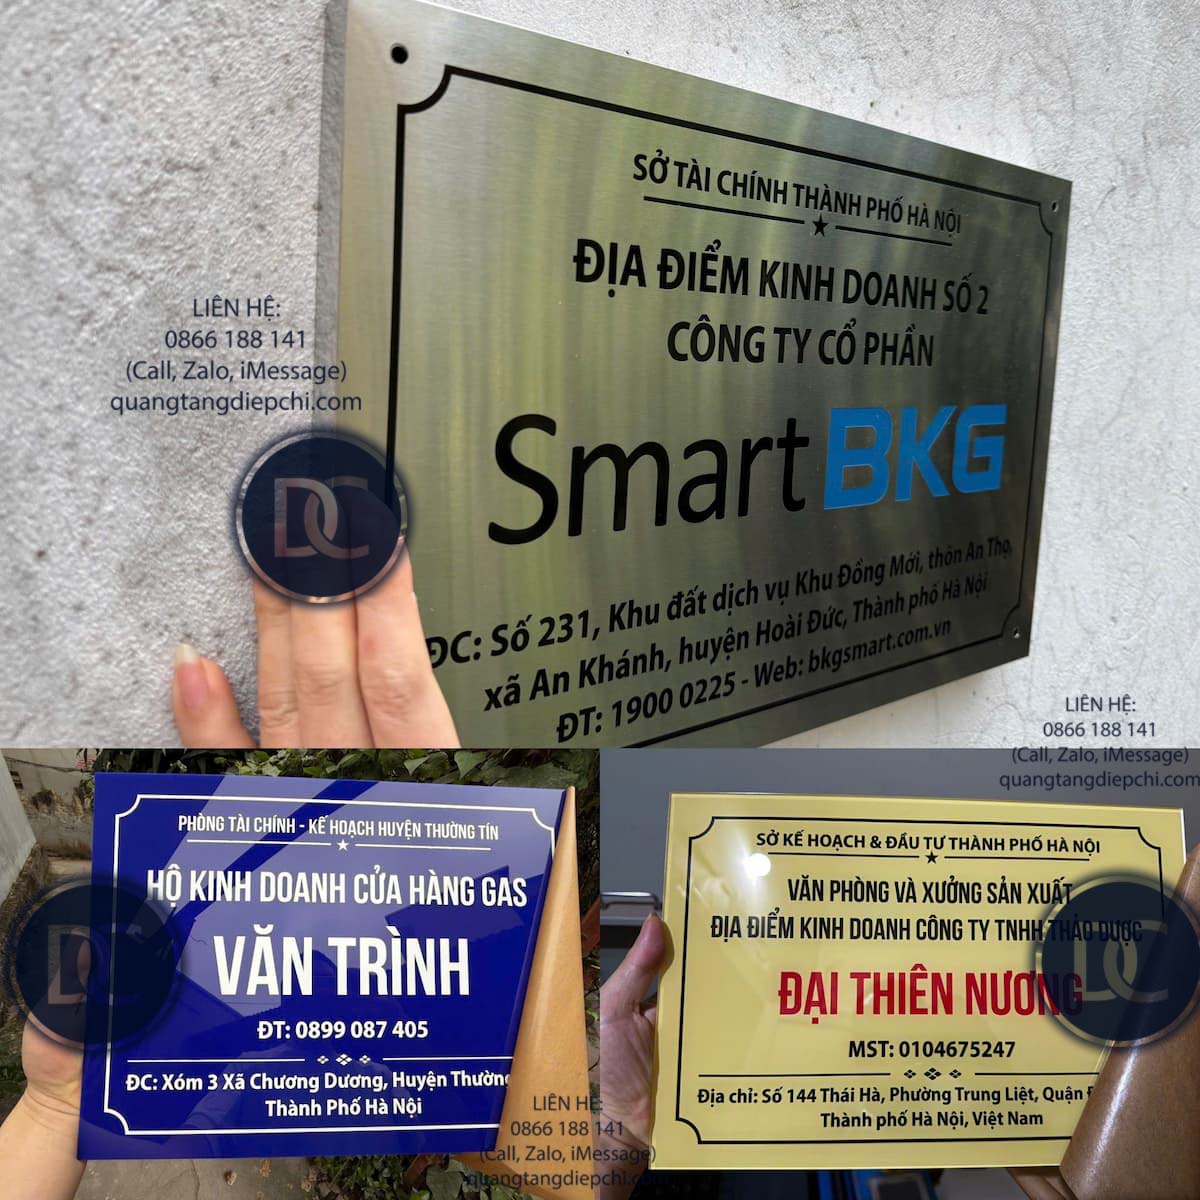 SỞ TÀI CHÍNH THÀNH PHỐ HÀ NỘI
ĐỊA ĐIỂM KINH DOANH SỐ 2
CÔNG TY CỔ PHẦN
Smart BKG
ĐC: Số 231, Khu đất dịch vụ Khu Đồng Mới, thôn An Thọ,
xã An Khánh, huyện Hoài Đức, Thành phố Hà Nội
ĐT: 1900 0225 - Web: bkgsmart.com.vn
LIÊN HỆ:
0866 188 141
(Call, Zalo, iMessage)
quangtangdiepchi.com
DC
LIÊN HỆ:
0866 188 141
(Call, Zalo, iMessage)
quangtangdiepchi.com
PHÒNG TÀI CHÍNH - KẾ HOẠCH HUYỆN THƯỜNG TÍN
HỘ KINH DOANH CỬA HÀNG GAS
VĂN TRÌNH
ĐT: 0899 087 405
ĐC: Xóm 3 Xã Chương Dương, Huyện Thường
Thành Phố Hà Nội
DC
LIÊN HỆ:
0866 188 141
(Call, Zalo, iMessage)
quangtangdiepchi.com
SỞ KẾ HOẠCH & ĐẦU TƯ THÀNH PHỐ HÀ NỘI
VĂN PHÒNG VÀ XƯỞNG SẢN XUẤT
ĐỊA ĐIỂM KINH DOANH CÔNG TY TNHH THẢO DƯỢC
ĐẠI THIÊN NƯƠNG
MST: 0104675247
Địa chỉ: Số 144 Thái Hà, Phường Trung Liệt, Quận
Thành phố Hà Nội, Việt Nam
DC